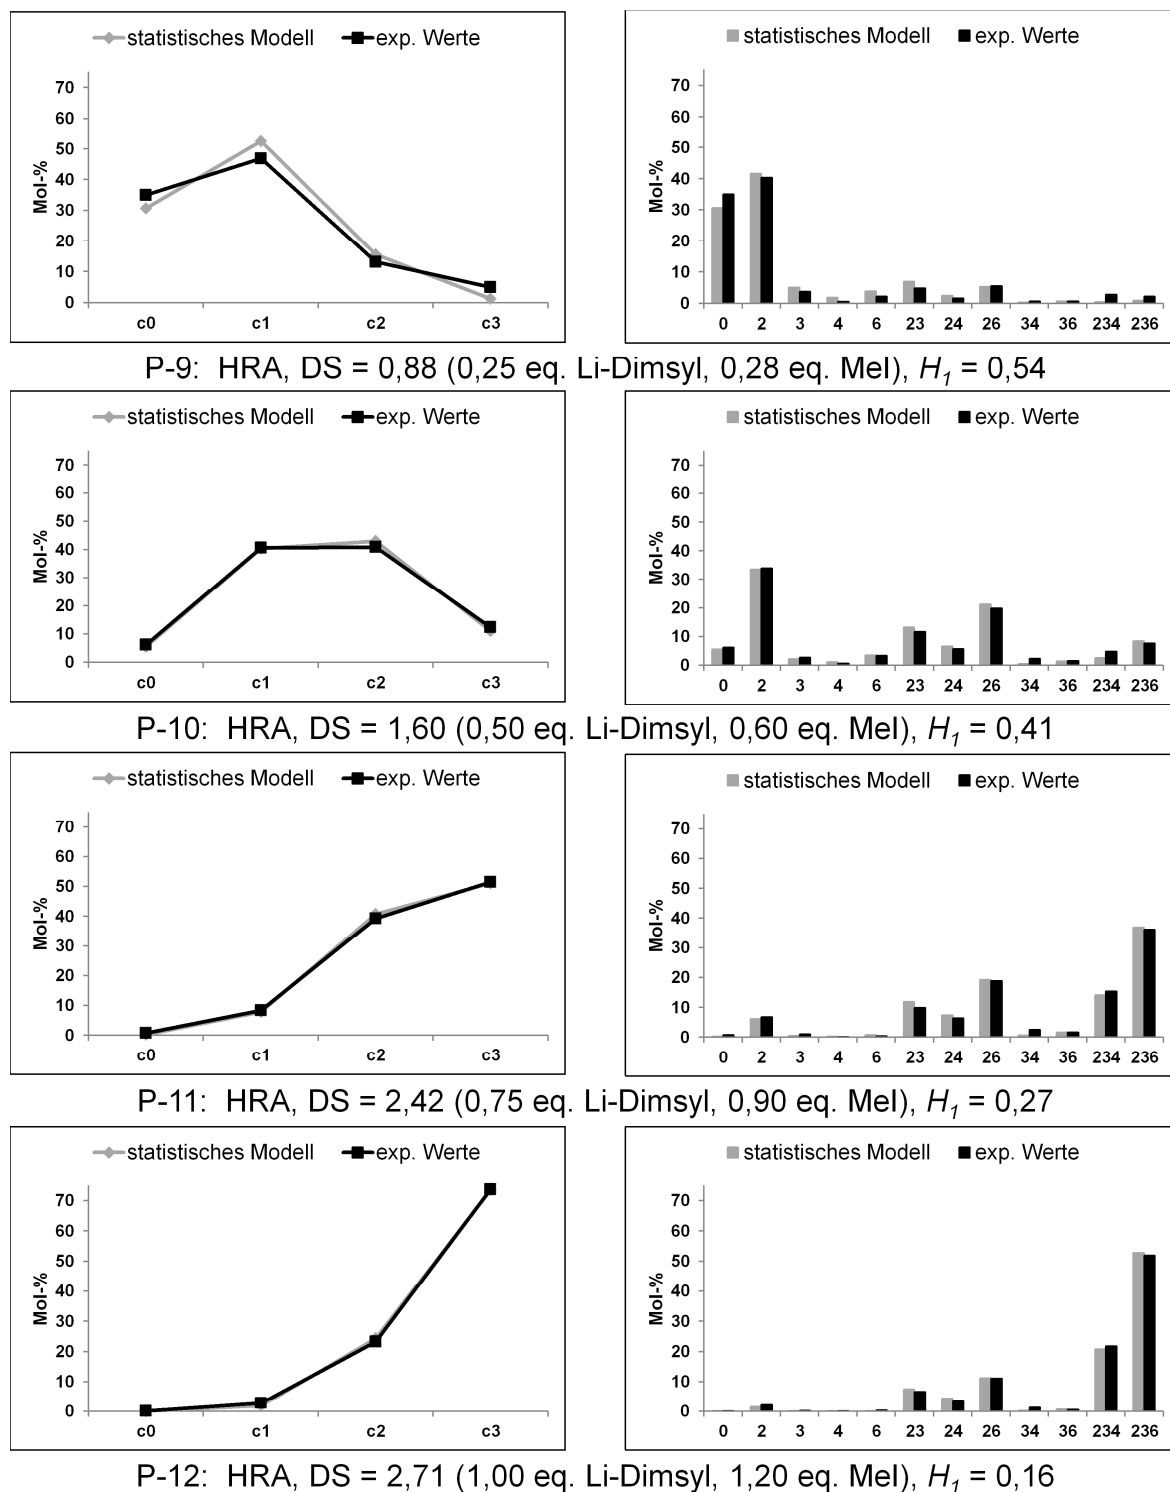 statistisches Modell exp. Werte
70
60
50
40
30
20
10
0
Mol-%
c0 c1 c2 c3
statistisches Modell exp. Werte
70
60
50
40
30
20
10
0
Mol-%
0 2 3 4 6 23 24 26 34 36 234 236
P-9: HRA, DS = 0,88 (0,25 eq. Li-Dimsyl, 0,28 eq. MeI), H1 = 0,54
statistisches Modell exp. Werte
70
60
50
40
30
20
10
0
Mol-%
c0 c1 c2 c3
statistisches Modell exp. Werte
70
60
50
40
30
20
10
0
Mol-%
0 2 3 4 6 23 24 26 34 36 234 236
P-10: HRA, DS = 1,60 (0,50 eq. Li-Dimsyl, 0,60 eq. MeI), H1 = 0,41
statistisches Modell exp. Werte
70
60
50
40
30
20
10
0
Mol-%
c0 c1 c2 c3
statistisches Modell exp. Werte
70
60
50
40
30
20
10
0
Mol-%
0 2 3 4 6 23 24 26 34 36 234 236
P-11: HRA, DS = 2,42 (0,75 eq. Li-Dimsyl, 0,90 eq. MeI), H1 = 0,27
statistisches Modell exp. Werte
70
60
50
40
30
20
10
0
Mol-%
c0 c1 c2 c3
statistisches Modell exp. Werte
70
60
50
40
30
20
10
0
Mol-%
0 2 3 4 6 23 24 26 34 36 234 236
P-12: HRA, DS = 2,71 (1,00 eq. Li-Dimsyl, 1,20 eq. MeI), H1 = 0,16